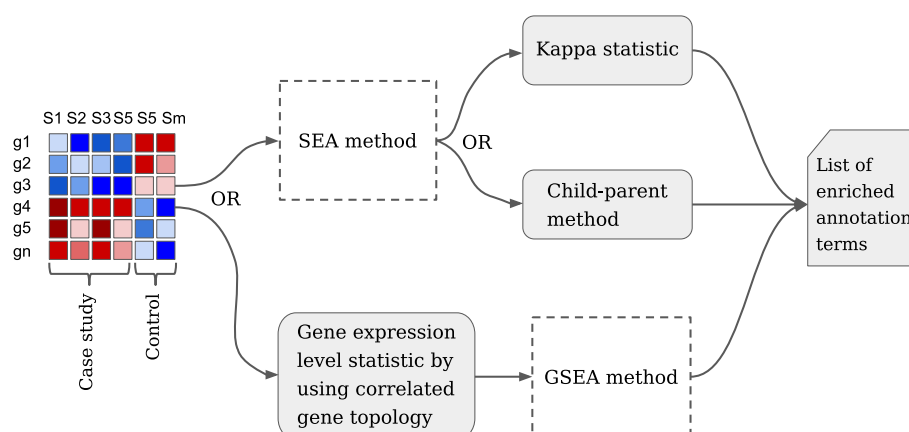 Kappa statistic
S1 S2 S3 S5 S5 Sm
g1
g2
g3
g4
g5
gn
OR
SEA method
OR
Child-parent
method
List of
enriched
annotation
terms
Case study
Control
Gene expression
level statistic by
using correlated
gene topology
GSEA method